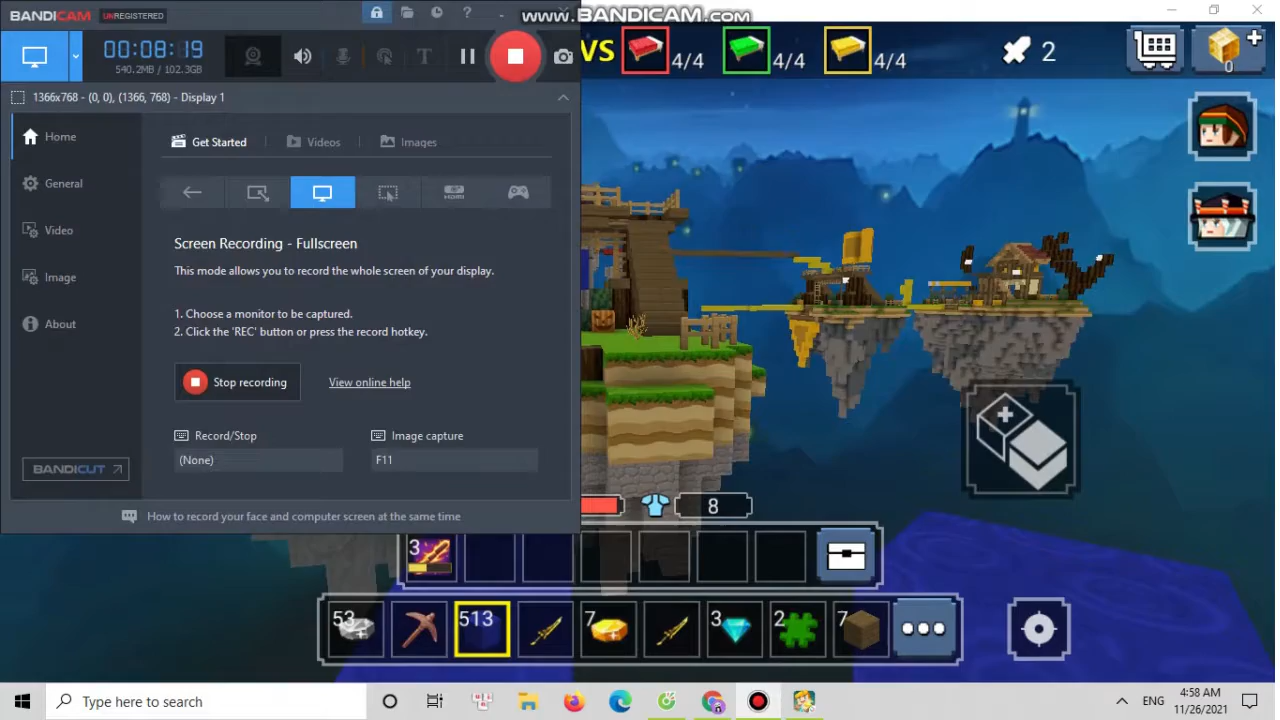 www.BANDICAM.com
BANDICAM UNREGISTERED
?
00:08:19
540.2MB / 102.3GB
VS
4/4
4/4
4/4
2
0
1366x768 - (0, 0), (1366, 768) - Display 1
Home
General
Video
Image
About
Get Started
Videos
Images
HDMI
Screen Recording - Fullscreen
This mode allows you to record the whole screen of your display.
1. Choose a monitor to be captured.
2. Click the 'REC' button or press the record hotkey.
Stop recording
View online help
Record/Stop
(None)
Image capture
F11
BANDICUT
How to record your face and computer screen at the same time
8
3
53
513
7
3
2
7
Type here to search
ENG
4:58 AM
11/26/2021